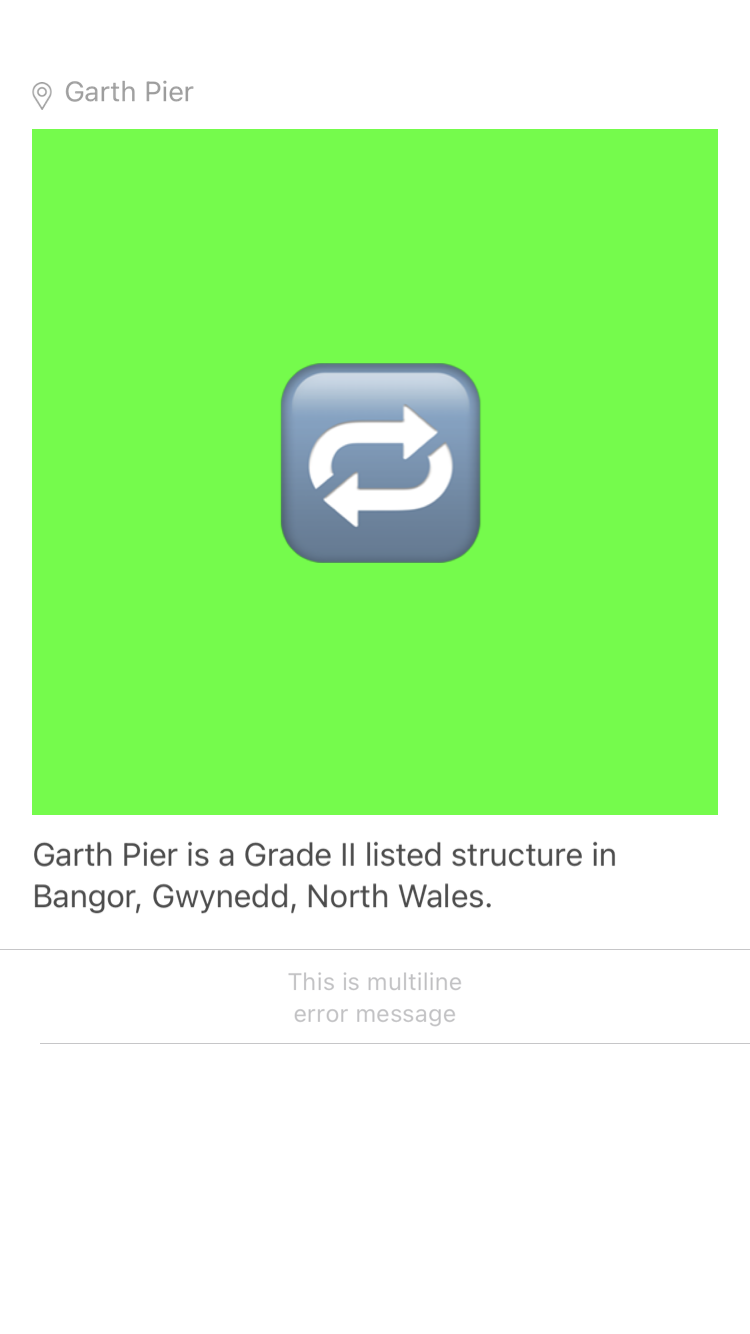 Garth Pier
Garth Pier is a Grade II listed structure in
Bangor, Gwynedd, North Wales.
This is multiline
error message